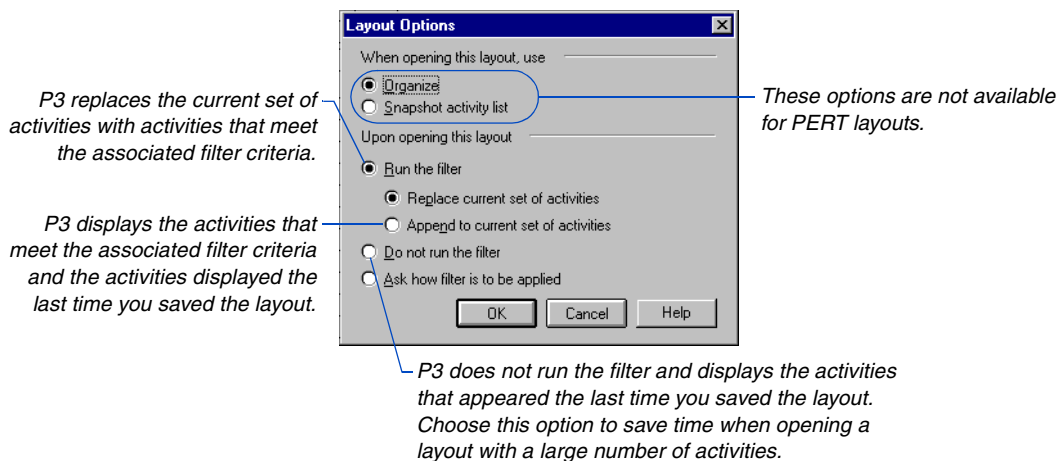 Layout Options
When opening this layout, use
Organize
Snapshot activity list
Upon opening this layout
Run the filter
Replace current set of activities
Append to current set of activities
Do not run the filter
Ask how filter is to be applied
OK Cancel Help
P3 replaces the current set of
activities with activities that meet
the associated filter criteria.
P3 displays the activities that
meet the associated filter criteria
and the activities displayed the
last time you saved the layout.
These options are not available
for PERT layouts.
P3 does not run the filter and displays the activities
that appeared the last time you saved the layout.
Choose this option to save time when opening a
layout with a large number of activities.